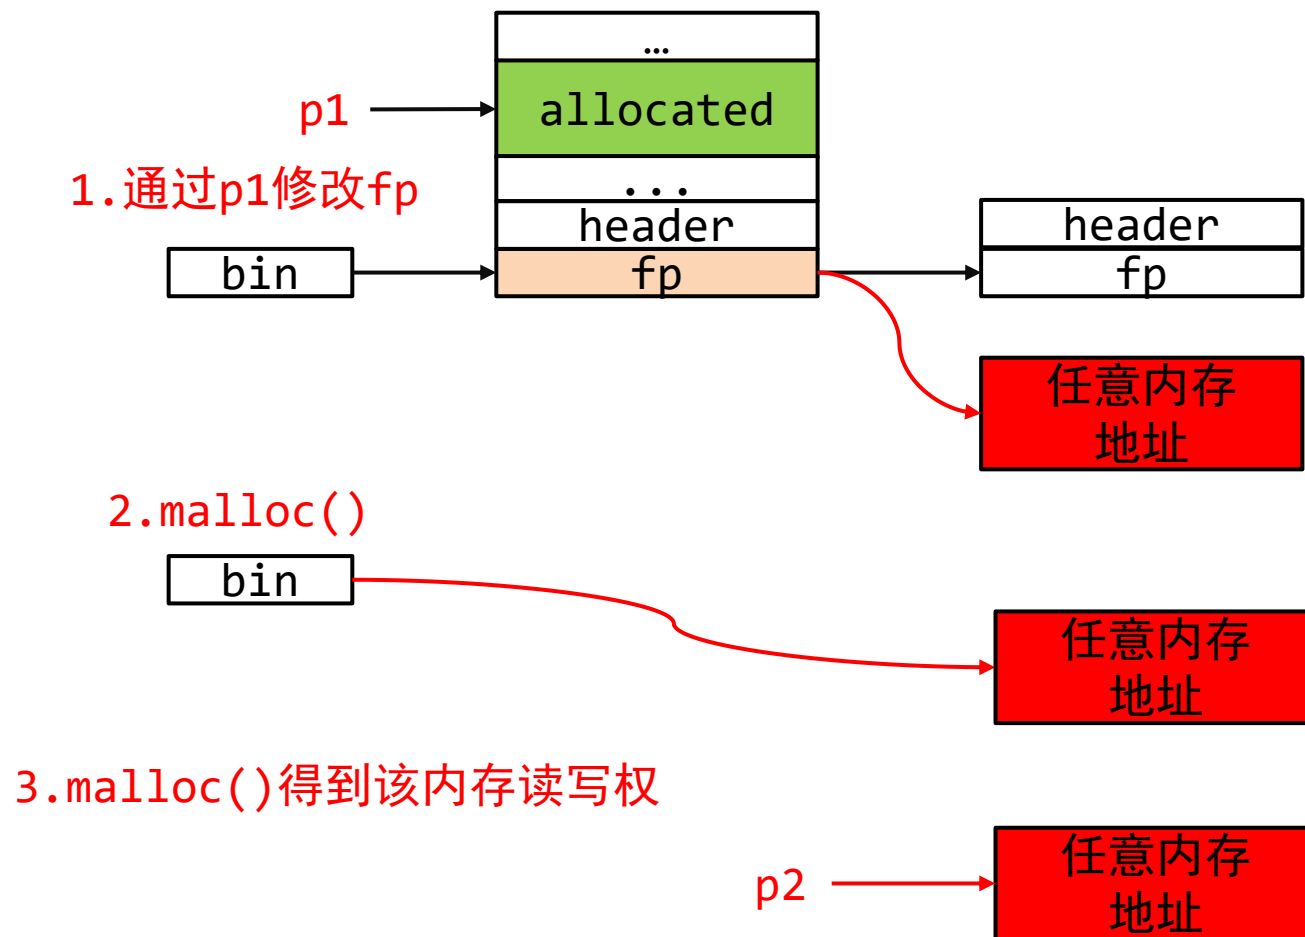 …
p1
allocated
1.通过p1修改fp
...
header
header
bin
fp
fp
任意内存
地址
2.malloc()
bin
任意内存
地址
3.malloc()得到该内存读写权
p2
任意内存
地址